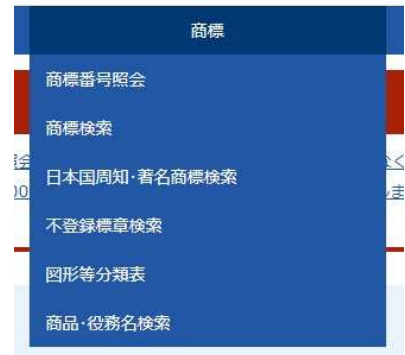 商標
商標番号照会
商標検索
日本国周知·著名商標検索
不登録標章検索
図形等分類表
商品·役務名検索